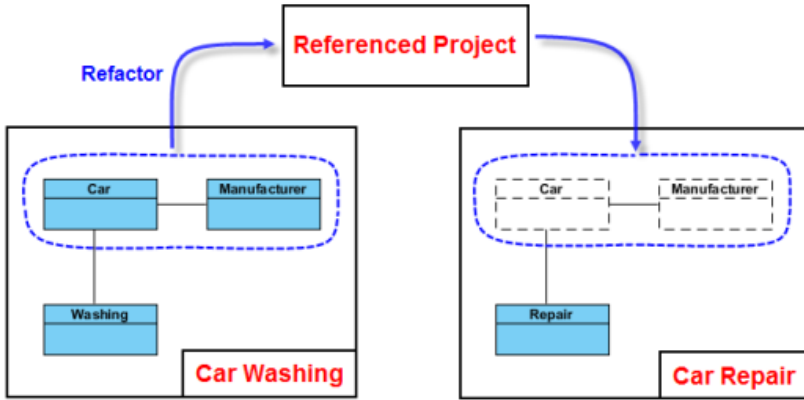 Referenced Project
Refactor
Car
Manufacturer
Washing
Car Washing
Car
Manufacturer
Repair
Car Repair